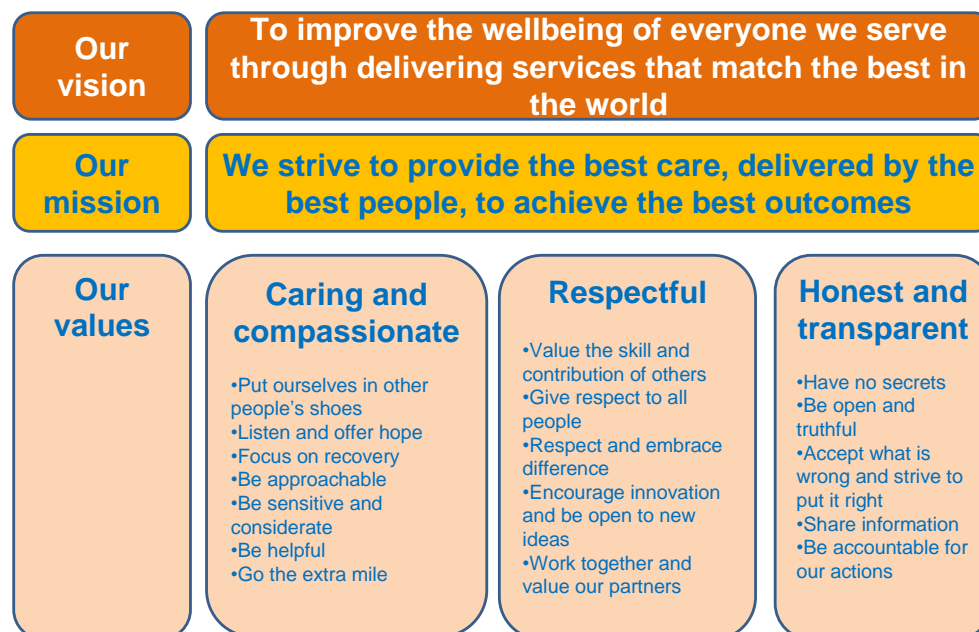 Our
vision
To improve the wellbeing of everyone we serve
through delivering services that match the best in
the world
Our
mission
We strive to provide the best care, delivered by the
best people, to achieve the best outcomes
Our
values
Caring and
compassionate
•Put ourselves in other
people’s shoes
•Listen and offer hope
•Focus on recovery
•Be approachable
•Be sensitive and
considerate
•Be helpful
•Go the extra mile
Respectful
•Value the skill and
contribution of others
•Give respect to all
people
•Respect and embrace
difference
•Encourage innovation
and be open to new
ideas
•Work together and
value our partners
Honest and
transparent
•Have no secrets
•Be open and
truthful
•Accept what is
wrong and strive to
put it right
•Share information
•Be accountable for
our actions